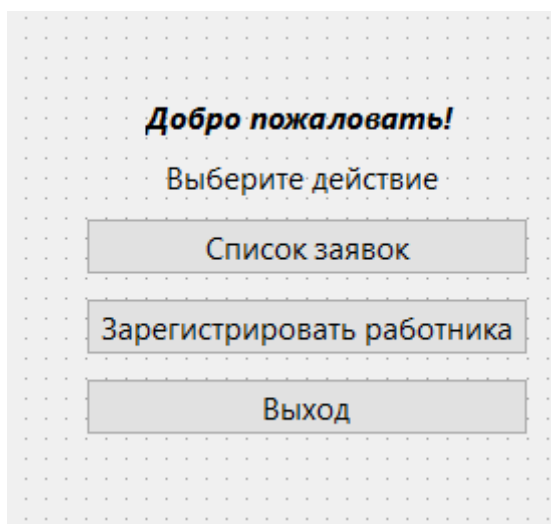 Добро пожаловать!
Выберите действие
Список заявок
Зарегистрировать работника
Выход